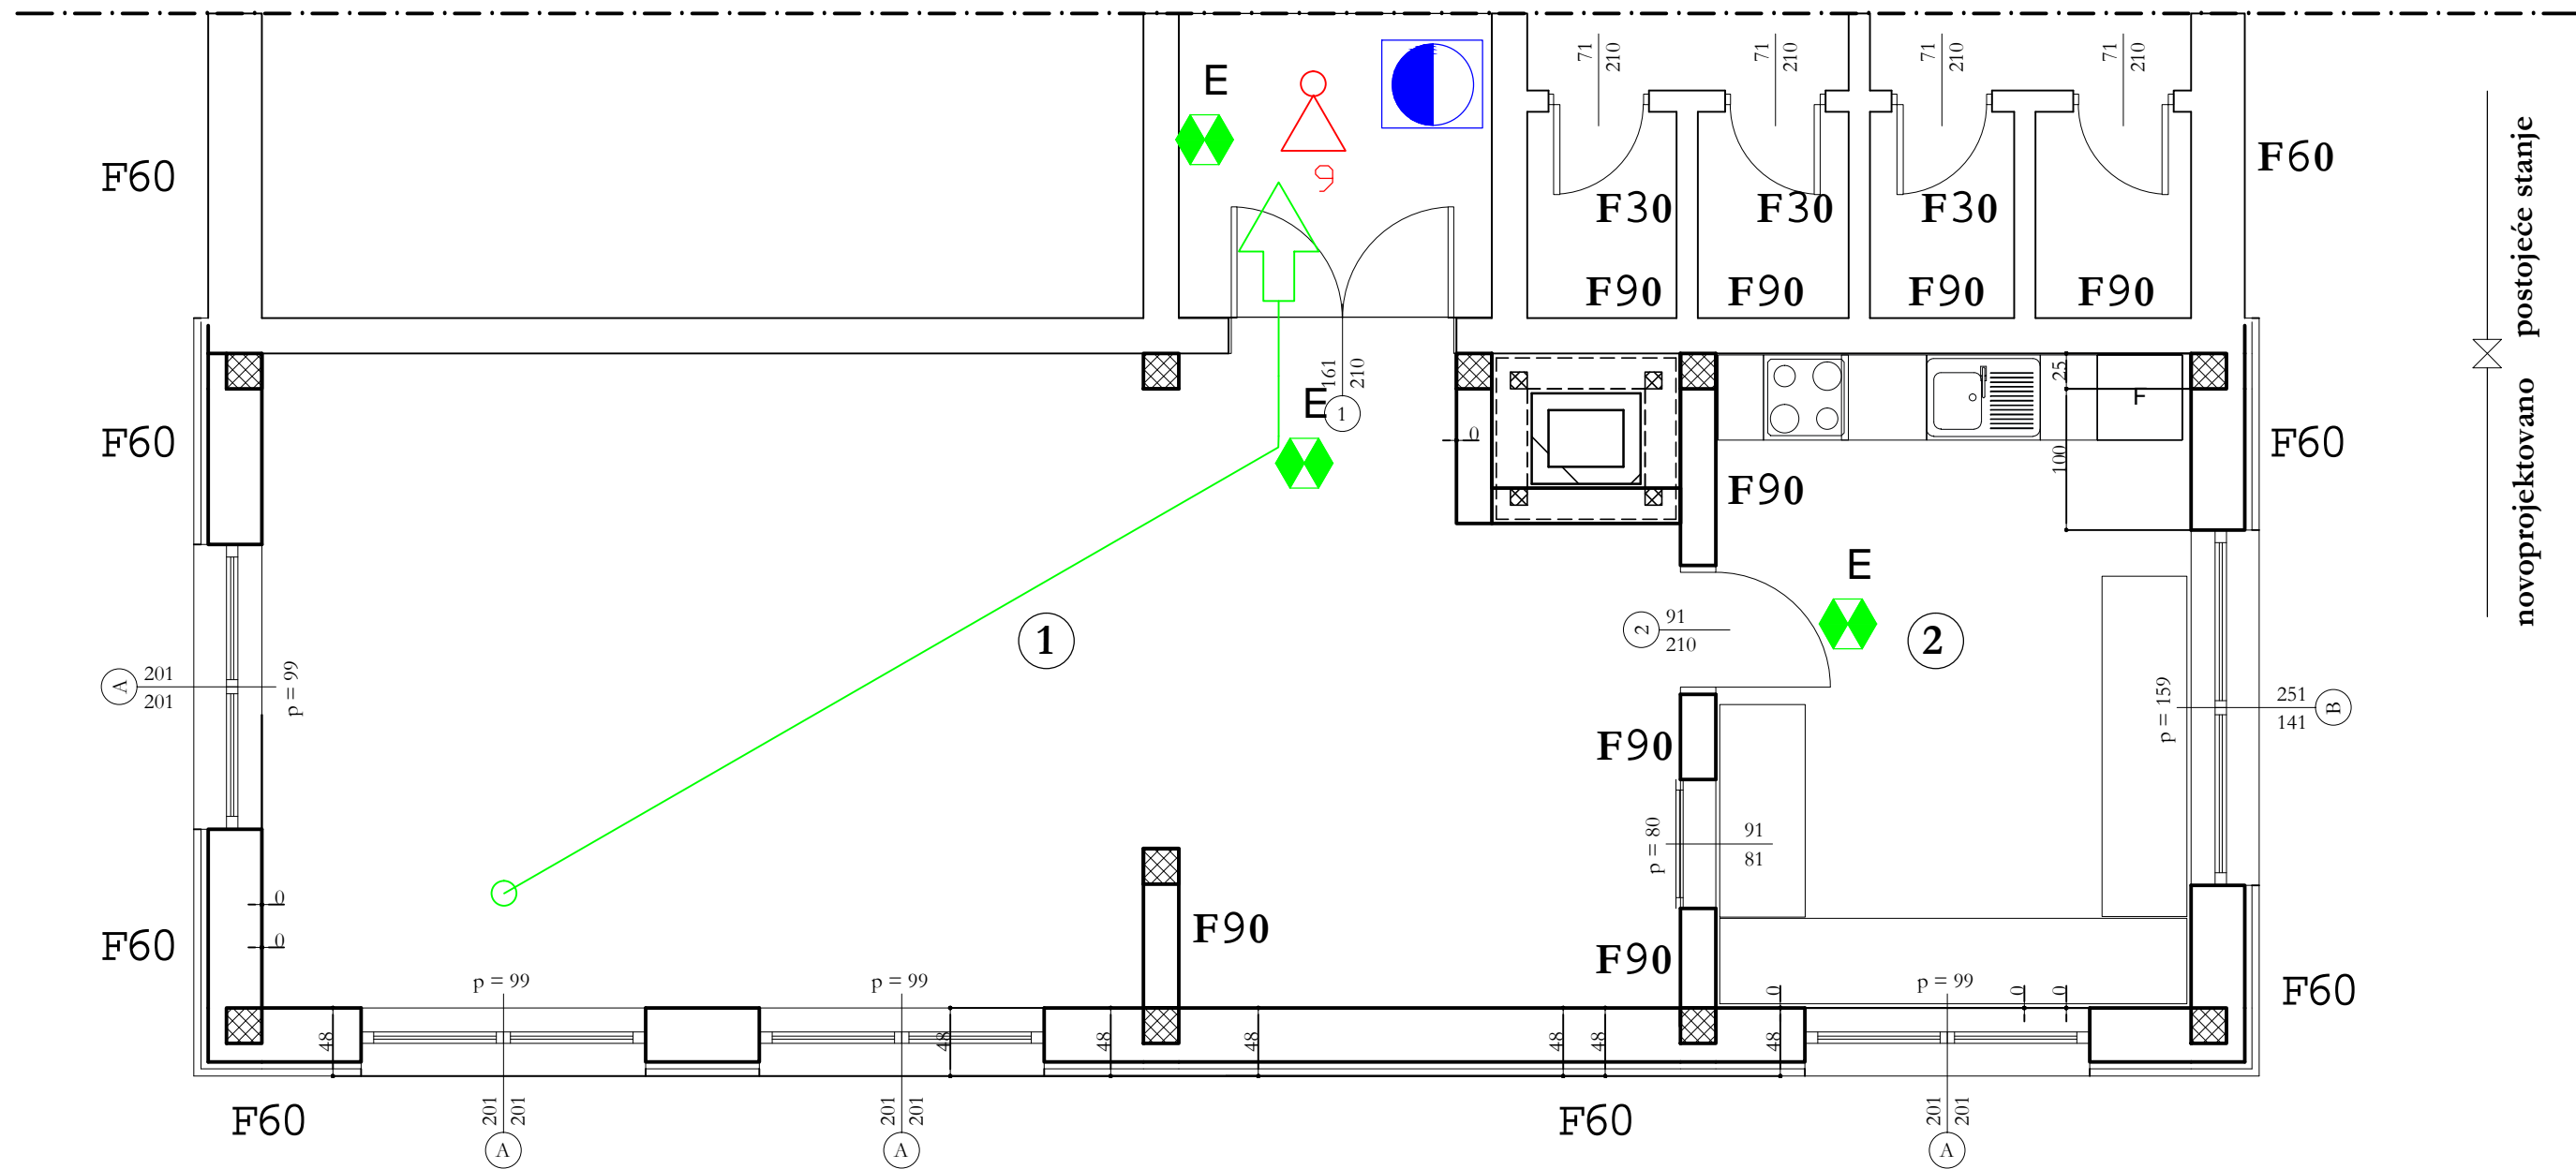 E
9
71
210
71
210
71
210
71
210
F60
F60
F30
F30
F30
F90
F90
F90
F90
postojeće stanje
novoprojektovano
161
210
1
E
25
F
F60
0
100
F60
F90
E
1
2
91
210
2
A
201
201
p = 99
p = 159
251
141
B
F90
p = 80
91
81
0
0
F60
F90
F90
p = 99
p = 99
p = 99
0
0
0
F60
48
48
48
48
48
48
48
F60
201
201
A
201
201
A
F60
201
201
A